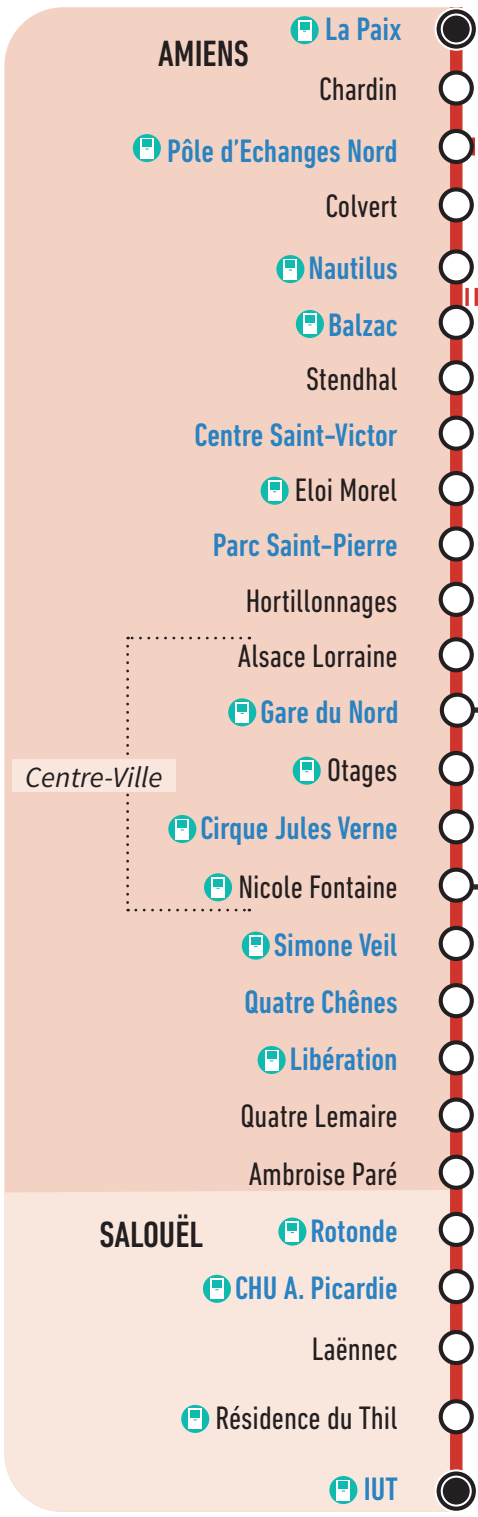 La Paix
AMIENS
Chardin
Pôle d'Echanges Nord
Colvert
Nautilus
Balzac
Stendhal
Centre Saint-Victor
Eloi Morel
Parc Saint-Pierre
Hortillonnages
Alsace Lorraine
Gare du Nord
Otages
Centre-Ville
Cirque Jules Verne
Nicole Fontaine
Simone Veil
Quatre Chênes
Libération
Quatre Lemaire
Ambroise Paré
SALOUËL
Rotonde
CHU A. Picardie
Laënnec
Résidence du Thil
IUT